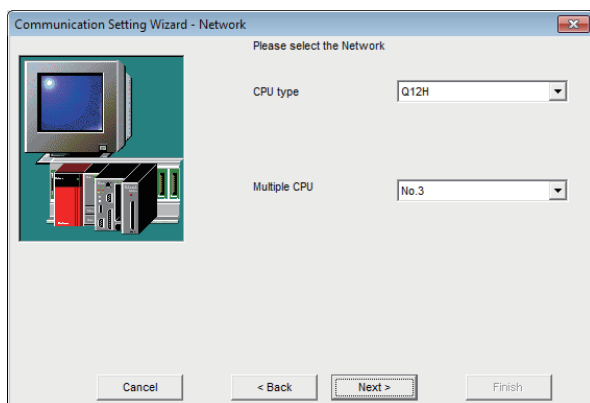 Communication Setting Wizard - Network
Please select the Network
CPU type
Q12H
Multiple CPU
No.3
Cancel
< Back
Next >
Finish